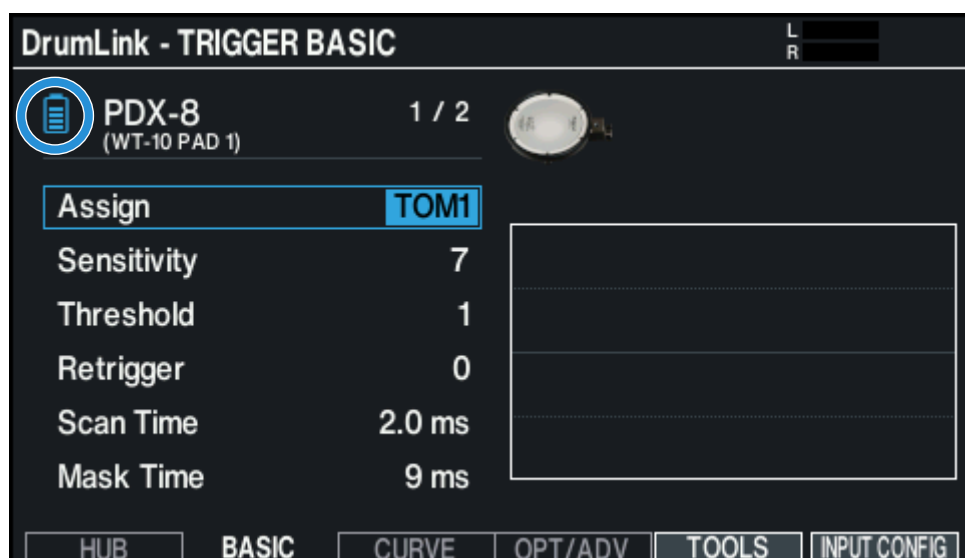 DrumLink - TRIGGER BASIC
L
R
PDX-8 1 / 2
(WT-10 PAD 1)
Assign TOM1
Sensitivity 7
Threshold 1
Retrigger 0
Scan Time 2.0 ms
Mask Time 9 ms
HUB BASIC CURVE OPT/ADV TOOLS INPUT CONFIG